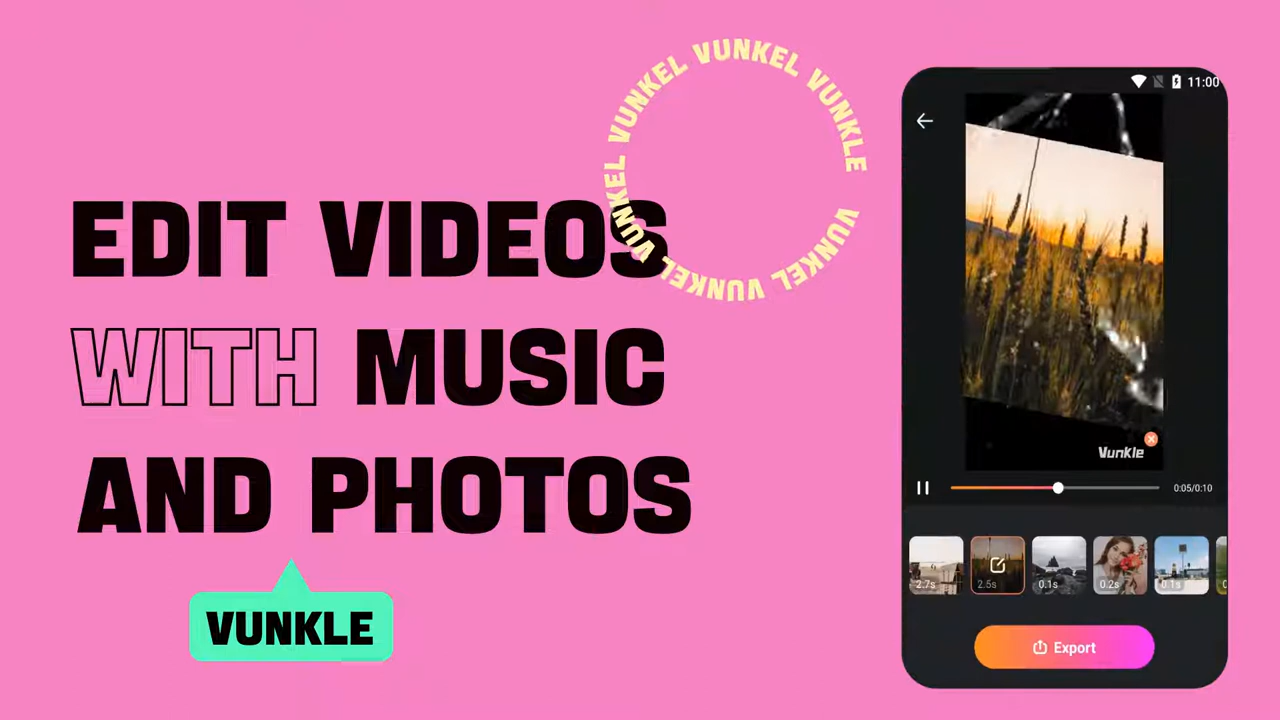 VUNKEL VUNKEL VUNKEL VUNKEL VUNKEL VUNKLE
EDIT VIDEOS
WITH MUSIC
AND PHOTOS
VUNKLE
11:00
Vunkle
0:05/0:10
2.7s 2.5s 0.1s 0.2s 0.1s
Export